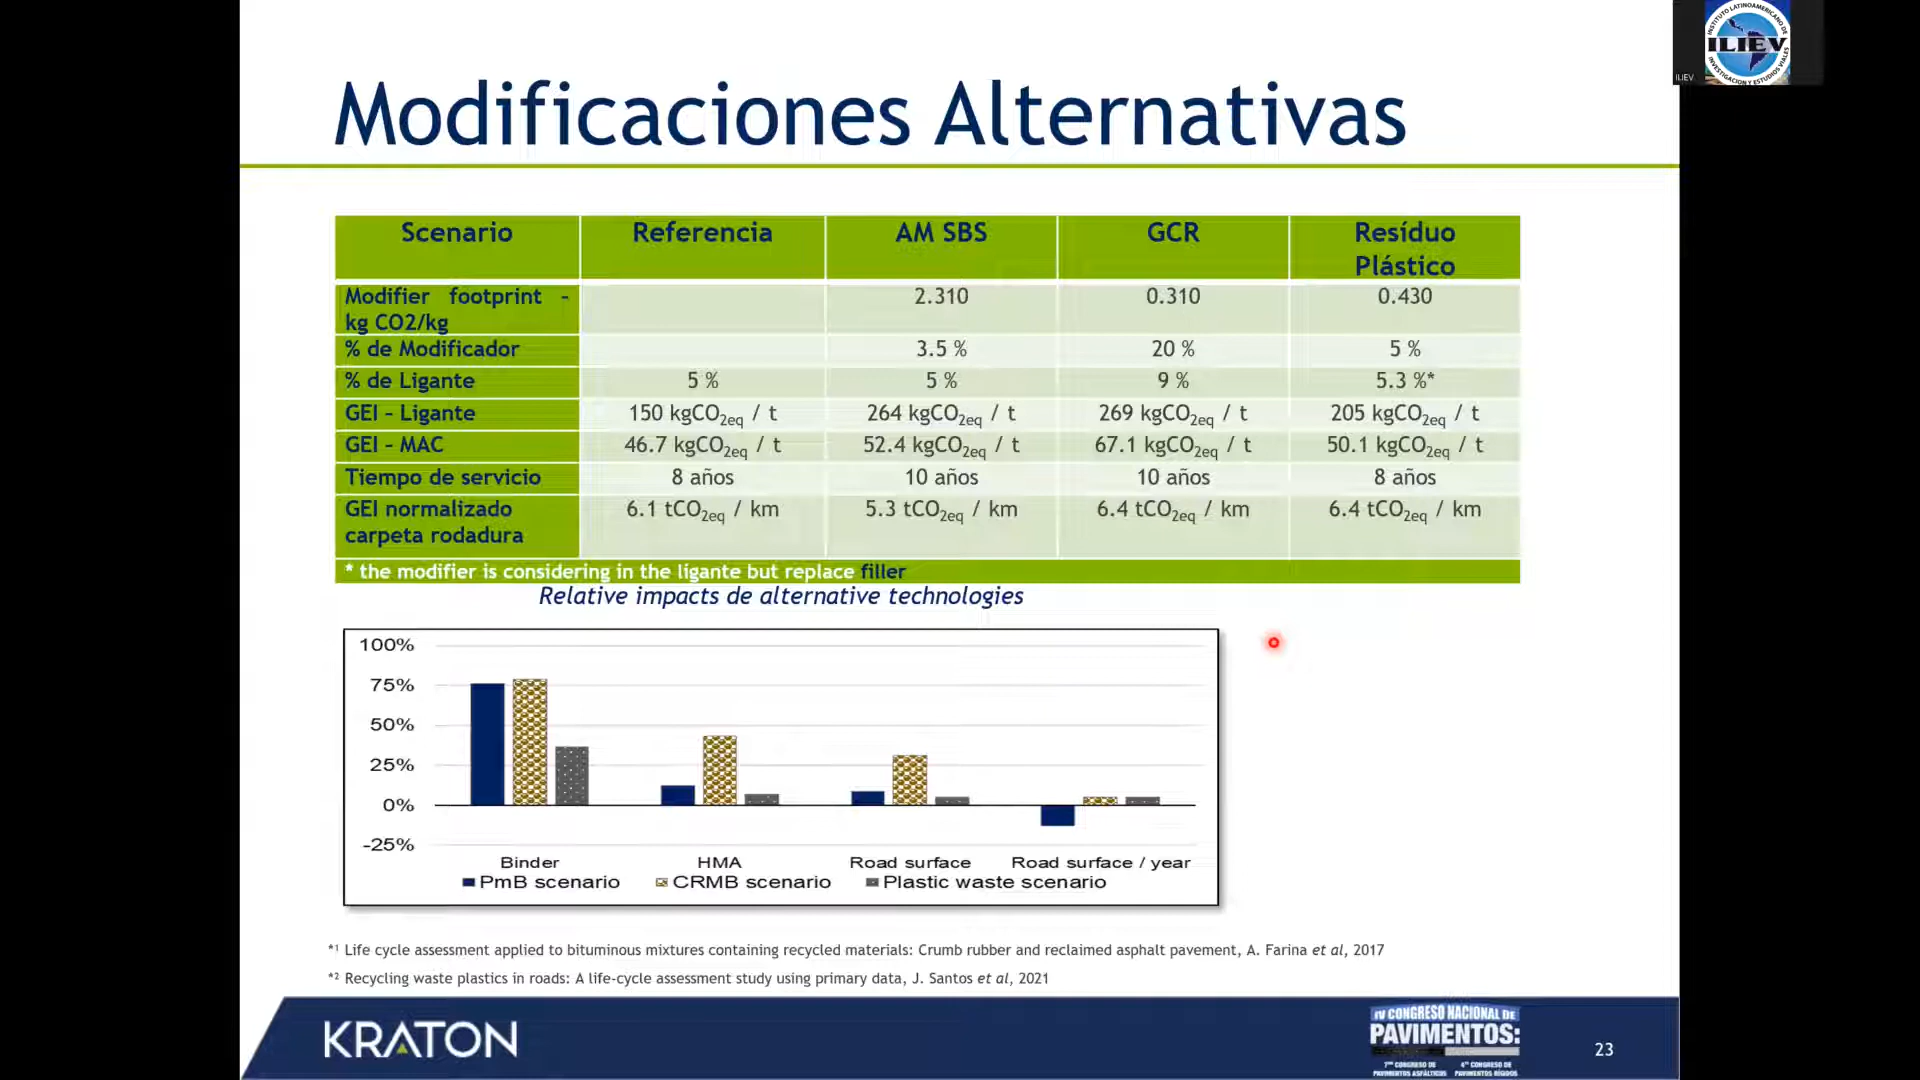 INSTITUTO LATINOAMERICANO DE
ILIEV
INVESTIGACION Y ESTUDIOS VIALES
ILIEV
Modificaciones Alternativas
Scenario Referencia AM SBS GCR Resíduo
Plástico
Modifier footprint - 2.310 0.310 0.430
kg CO2/kg
% de Modificador 3.5 % 20 % 5 %
% de Ligante 5 % 5 % 9 % 5.3 %*
GEI – Ligante 150 kgCO2eq / t 264 kgCO2eq / t 269 kgCO2eq / t 205 kgCO2eq / t
GEI – MAC 46.7 kgCO2eq / t 52.4 kgCO2eq / t 67.1 kgCO2eq / t 50.1 kgCO2eq / t
Tiempo de servicio 8 años 10 años 10 años 8 años
GEI normalizado 6.1 tCO2eq / km 5.3 tCO2eq / km 6.4 tCO2eq / km 6.4 tCO2eq / km
carpeta rodadura
* the modifier is considering in the ligante but replace filler
Relative impacts de alternative technologies
100%
75%
50%
25%
0%
-25%
Binder HMA Road surface Road surface / year
PmB scenario CRMB scenario Plastic waste scenario
*1 Life cycle assessment applied to bituminous mixtures containing recycled materials: Crumb rubber and reclaimed asphalt pavement, A. Farina et al, 2017
*2 Recycling waste plastics in roads: A life-cycle assessment study using primary data, J. Santos et al, 2021
KRATON
IV CONGRESO NACIONAL DE
PAVIMENTOS:
CONGRESO DE CONGRESO DE
PAVIMENTOS ASFÁLTICOS PAVIMENTOS RÍGIDOS
23